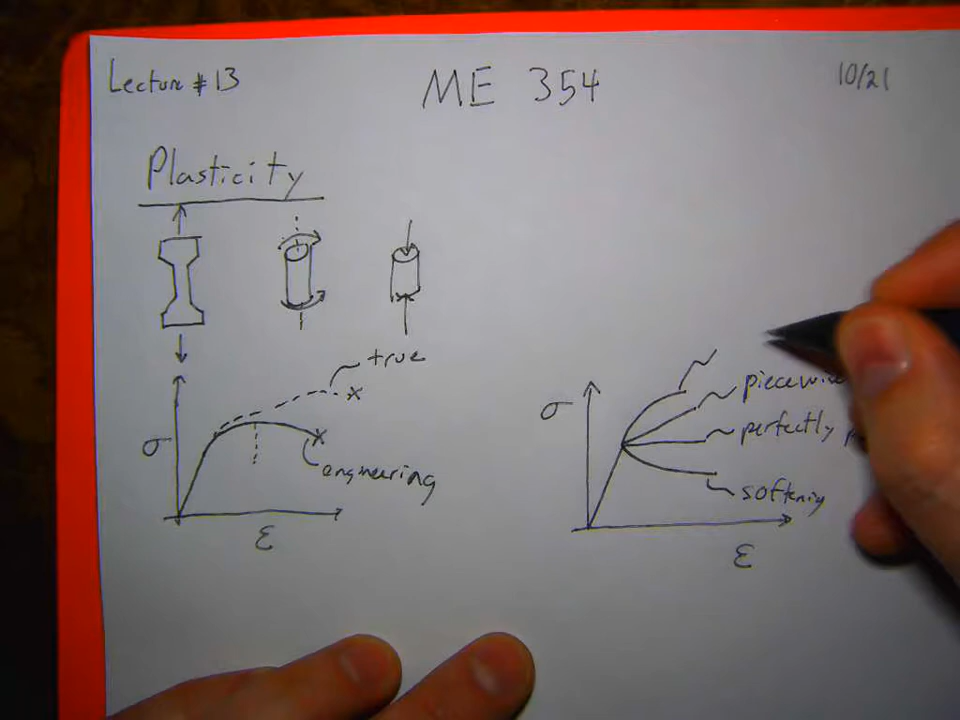 Lecture #13
ME 354
10/21
Plasticity
true
σ
engineering
ε
σ
perfectly
softening
ε